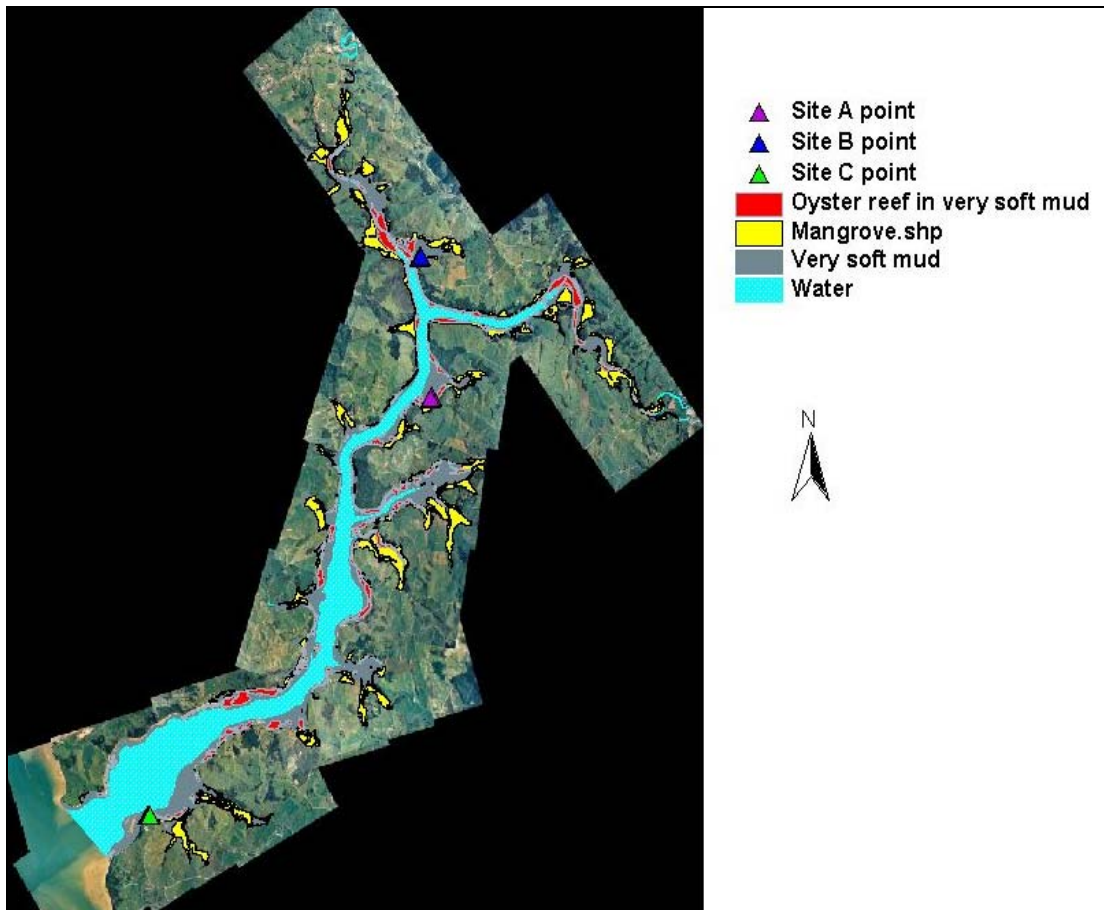 Site A point
Site B point
Site C point
Oyster reef in very soft mud
Mangrove.shp
Very soft mud
Water
N